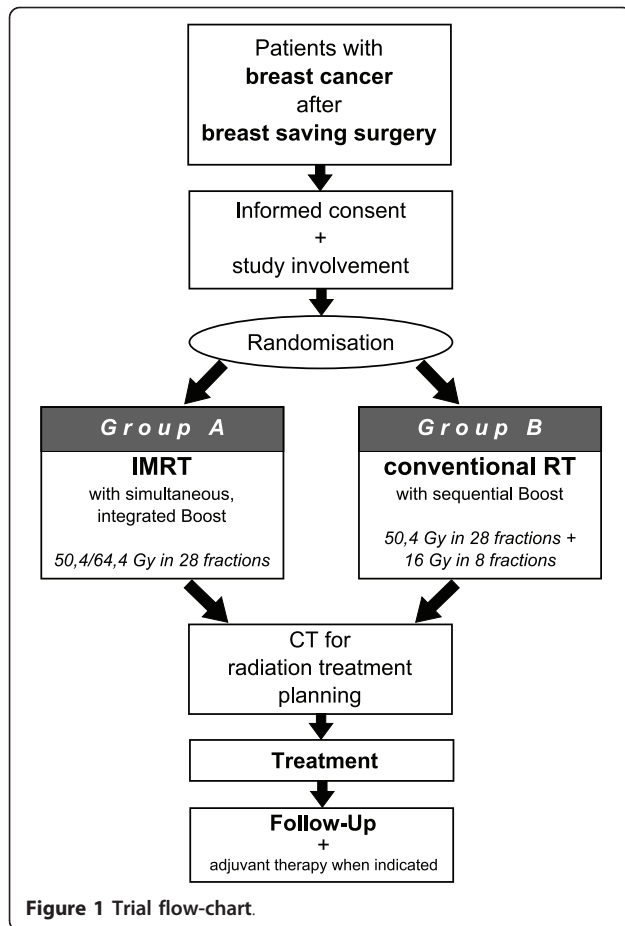 Patients with
breast cancer
after
breast saving surgery
Informed consent
+
study involvement
Randomisation
Group A
IMRT
with simultaneous,
integrated Boost
50,4/64,4 Gy in 28 fractions
Group B
conventional RT
with sequential Boost
50,4 Gy in 28 fractions +
16 Gy in 8 fractions
CT for
radiation treatment
planning
Treatment
Follow-Up
+
adjuvant therapy when indicated
Figure 1 Trial flow-chart.